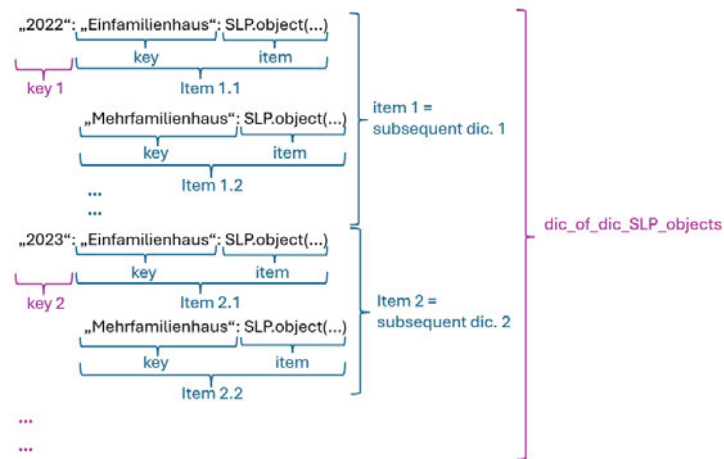 „2022“: „Einfamilienhaus“: SLP.object(...)
key item
key 1 Item 1.1
„Mehrfamilienhaus“: SLP.object(...)
key item
Item 1.2
...
...
item 1 =
subsequent dic. 1
„2023“: „Einfamilienhaus“: SLP.object(...)
key item
key 2 Item 2.1
„Mehrfamilienhaus“: SLP.object(...)
key item
Item 2.2
Item 2 =
subsequent dic. 2
...
...
dic_of_dic_SLP_objects